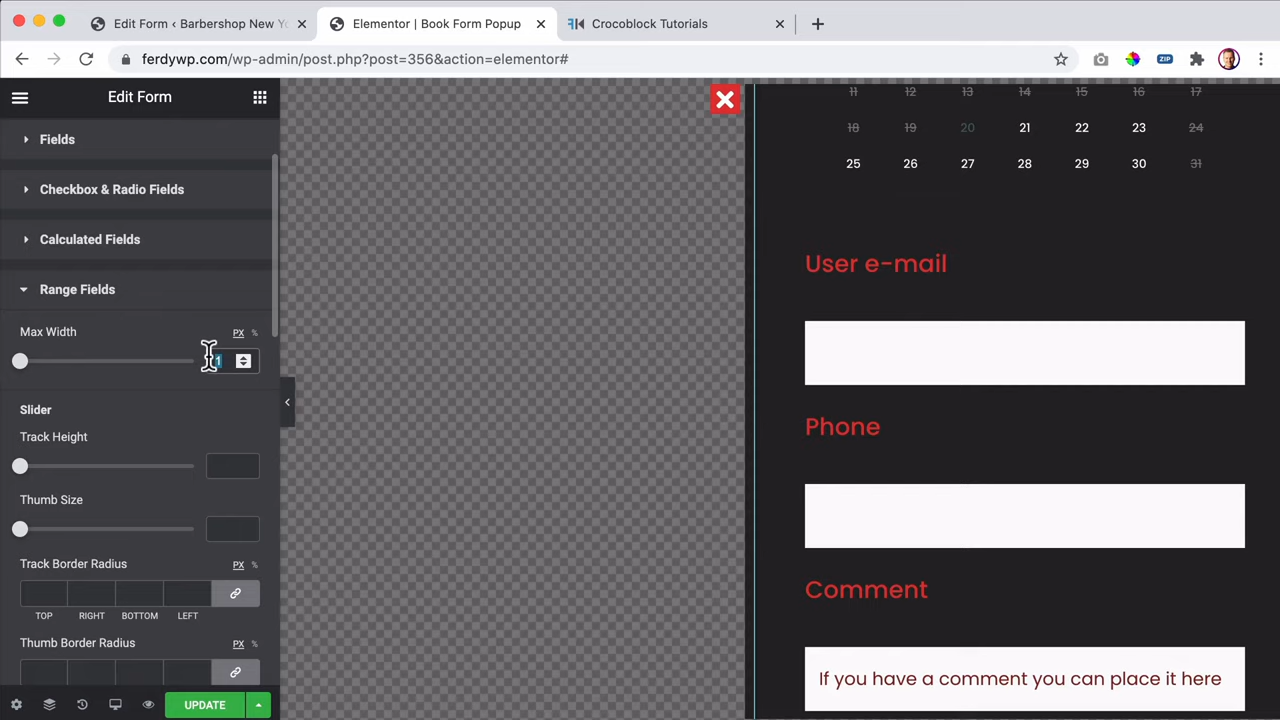 Edit Form ‹ Barbershop New Yo
Elementor | Book Form Popup
Crocoblock Tutorials
ferdywp.com/wp-admin/post.php?post=356&action=elementor#
ZIP
Edit Form
Fields
Checkbox & Radio Fields
Calculated Fields
Range Fields
Max Width
PX %
1
Slider
Track Height
Thumb Size
Track Border Radius
PX %
TOP RIGHT BOTTOM LEFT
Thumb Border Radius
PX %
UPDATE
11 12 13 14 15 16 17
18 19 20 21 22 23 24
25 26 27 28 29 30 31
User e-mail
Phone
Comment
If you have a comment you can place it here